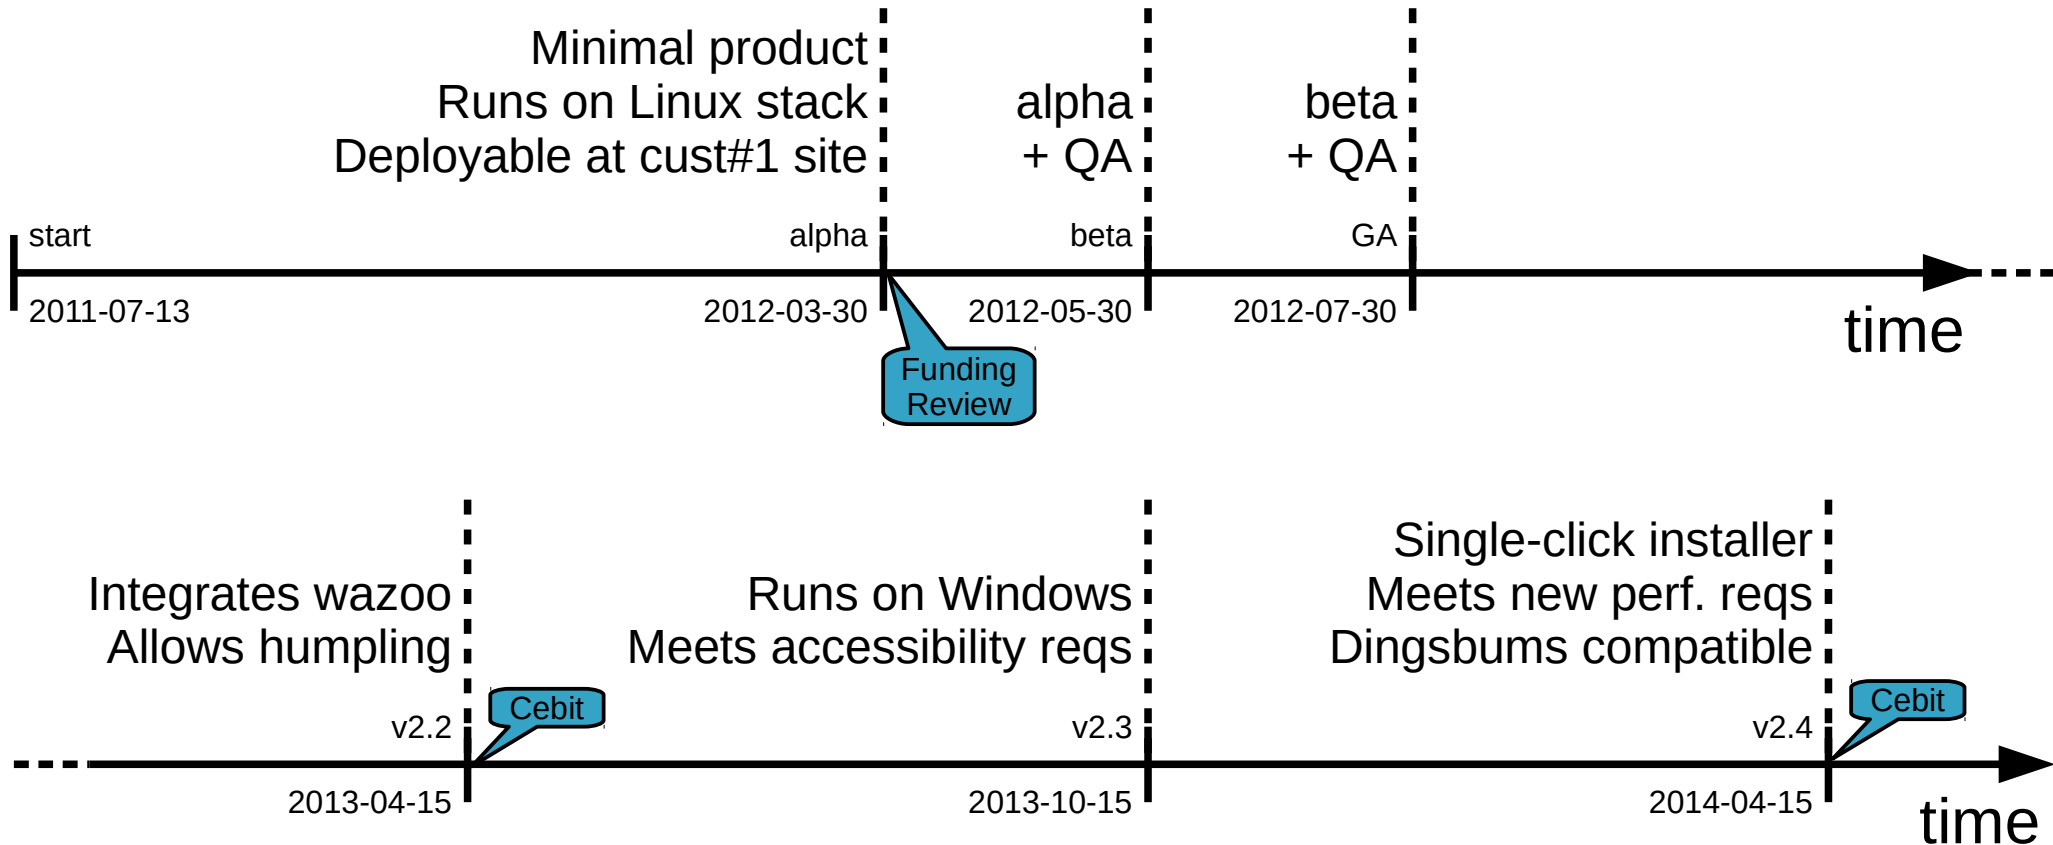 Minimal product
Runs on Linux stack
Deployable at cust#1 site
alpha
+ QA
beta
+ QA
start
alpha
beta
GA
2011-07-13
2012-03-30
2012-05-30
2012-07-30
time
Funding
Review
Integrates wazoo
Allows humpling
Runs on Windows
Meets accessibility reqs
Single-click installer
Meets new perf. reqs
Dingsbums compatible
v2.2
Cebit
v2.3
v2.4
Cebit
2013-04-15
2013-10-15
2014-04-15
time